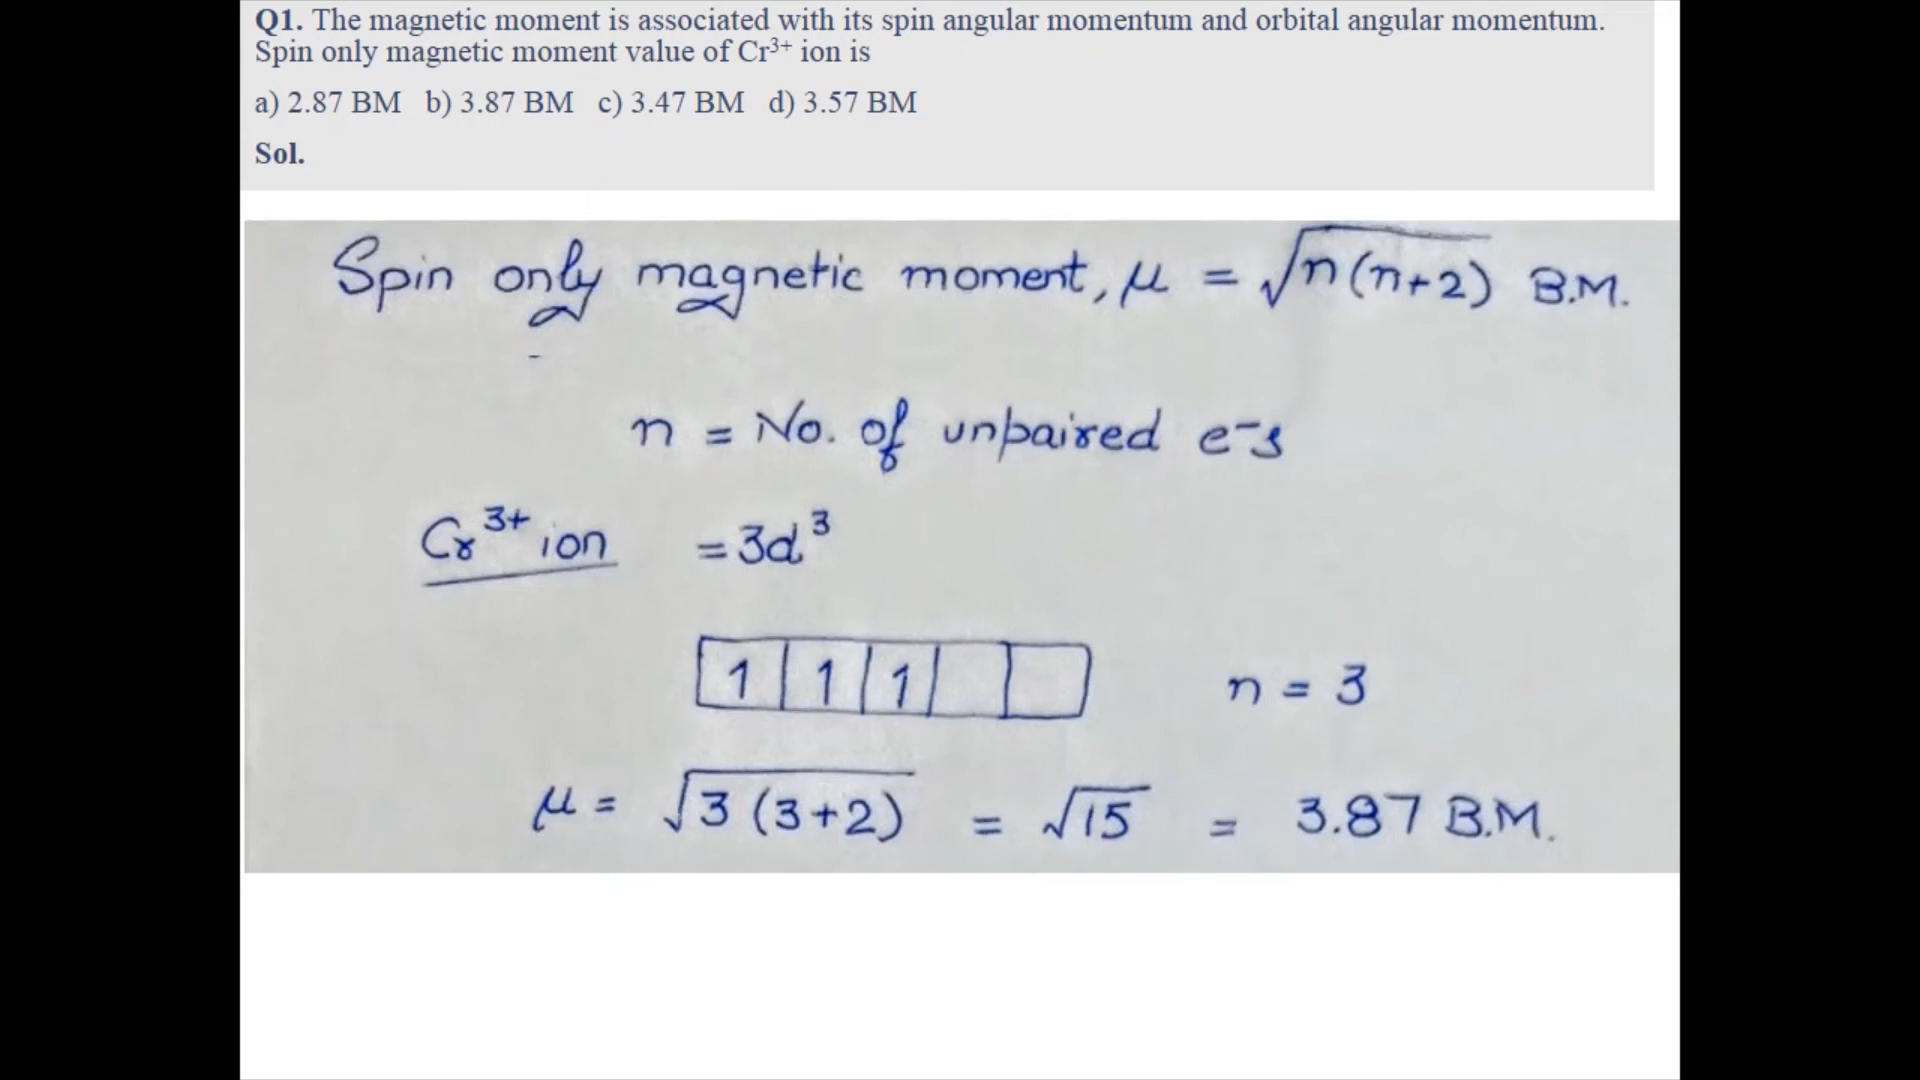 Q1. The magnetic moment is associated with its spin angular momentum and orbital angular momentum.
Spin only magnetic moment value of Cr³⁺ ion is
a) 2.87 BM b) 3.87 BM c) 3.47 BM d) 3.57 BM
Sol.
Spin only magnetic moment, μ = √n(n+2) B.M.
n = No. of unpaired e⁻s
Cr³⁺ ion = 3d³
1 1 1 n = 3
μ = √3(3+2) = √15 = 3.87 B.M.